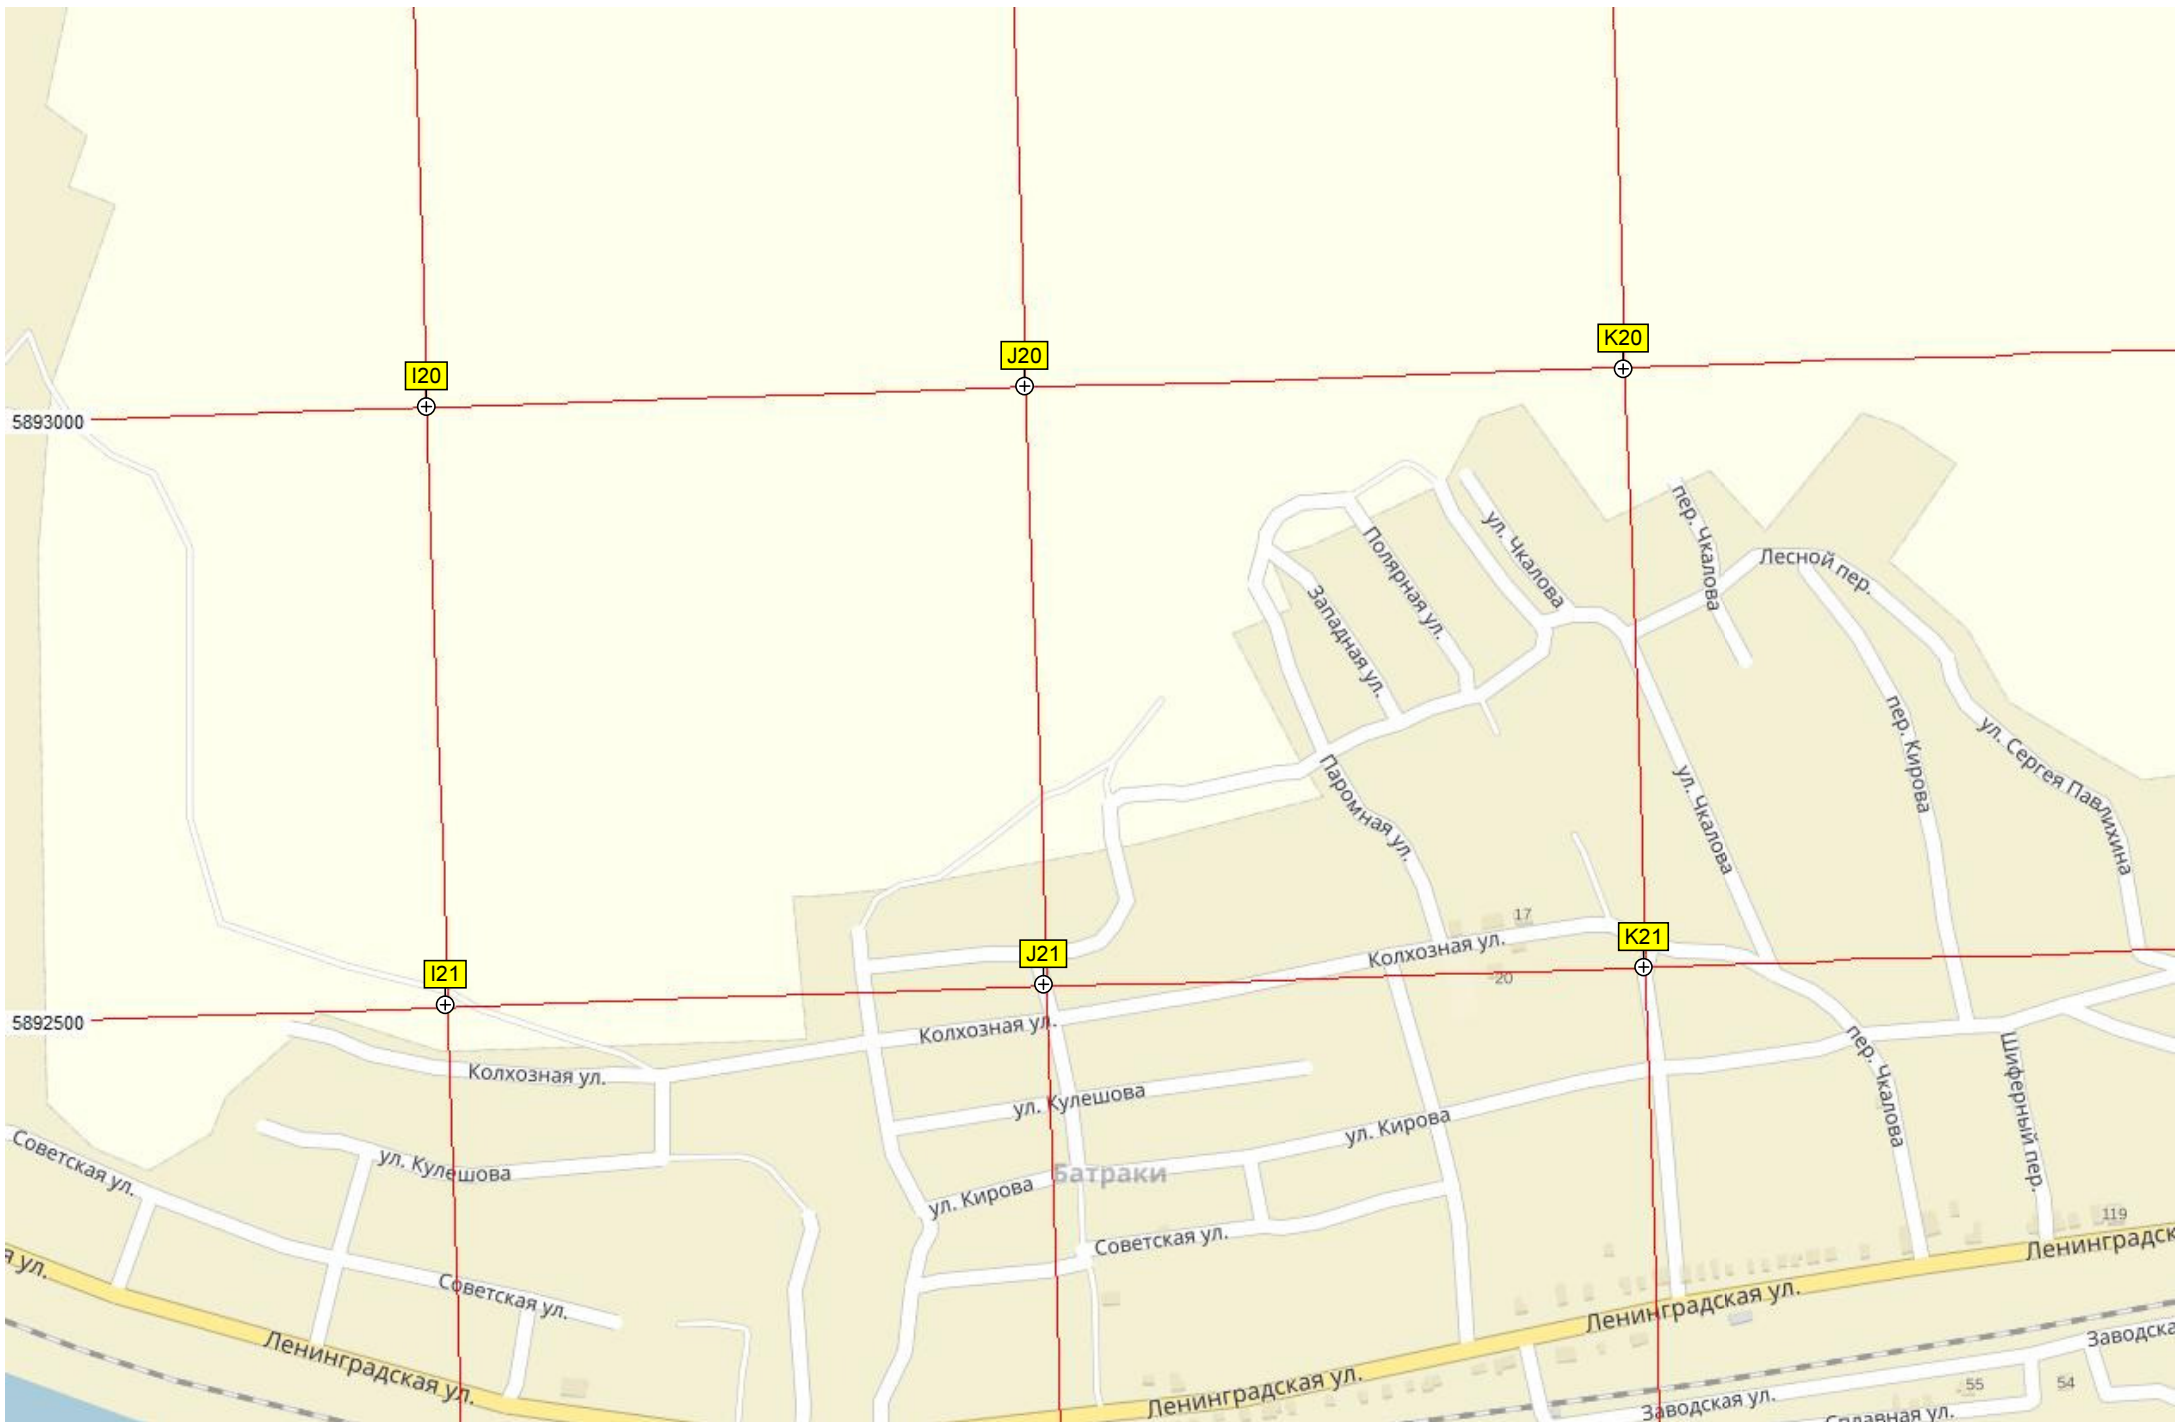 K20
J20
I20
5893000
пер. Чкалова
ул. Чкалова
Полярная ул.
Лесной пер.
Западная ул.
пер. Кирова
ул. Сергея Павлихина
Паромная ул.
ул. Чкалова
17
K21
Колхозная ул.
J21
I21
20
5892500
Колхозная ул.
пер. Чкалова
Шиферный пер.
Колхозная ул.
ул. Кулешова
ул. Кирова
Советская ул.
ул. Кулешова
Батраки
ул. Кирова
119
Советская ул.
Ленинградск
я ул.
Советская ул.
Ленинградская ул.
Заводска
Ленинградская ул.
Ленинградская ул.
55
54
Заводская ул.
Сплавная ул.